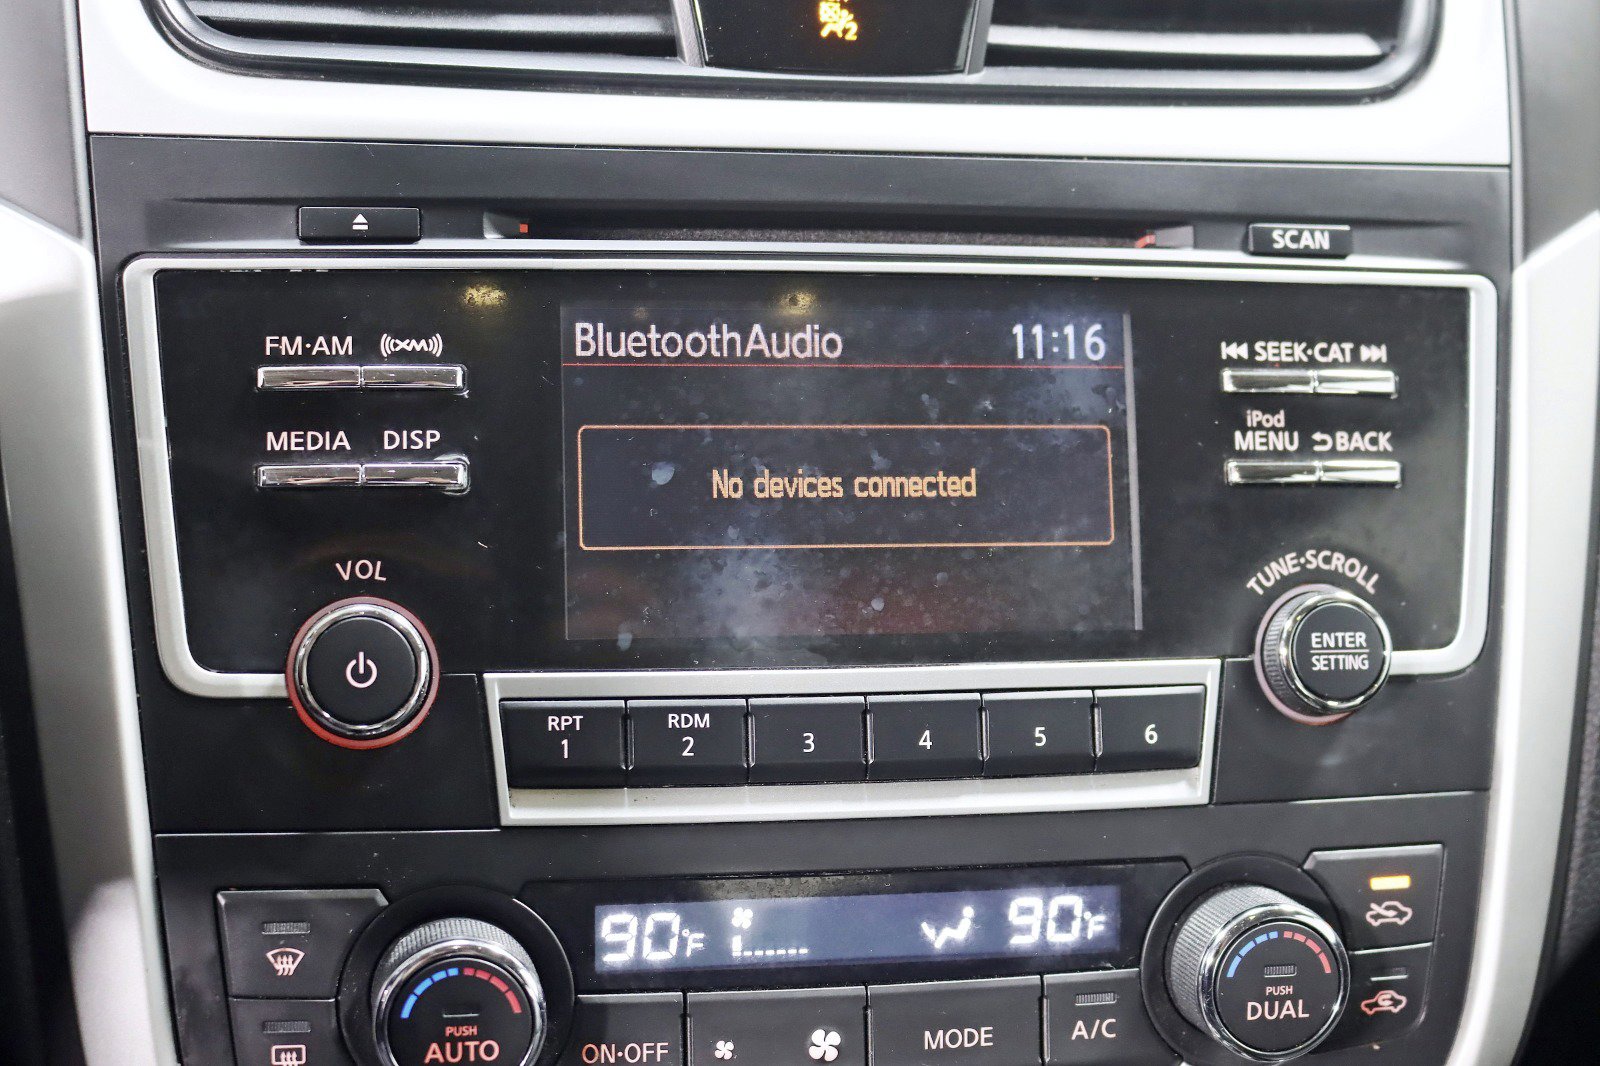 2
SCAN
FM·AM
((XM))
BluetoothAudio 11:16
SEEK·CAT
MEDIA
DISP
iPod
MENU
BACK
No devices connected
VOL
TUNE·SCROLL
ENTER
SETTING
RPT
1
RDM
2
3
4
5
6
90°F
90°F
PUSH
AUTO
ON·OFF
MODE
A/C
PUSH
DUAL